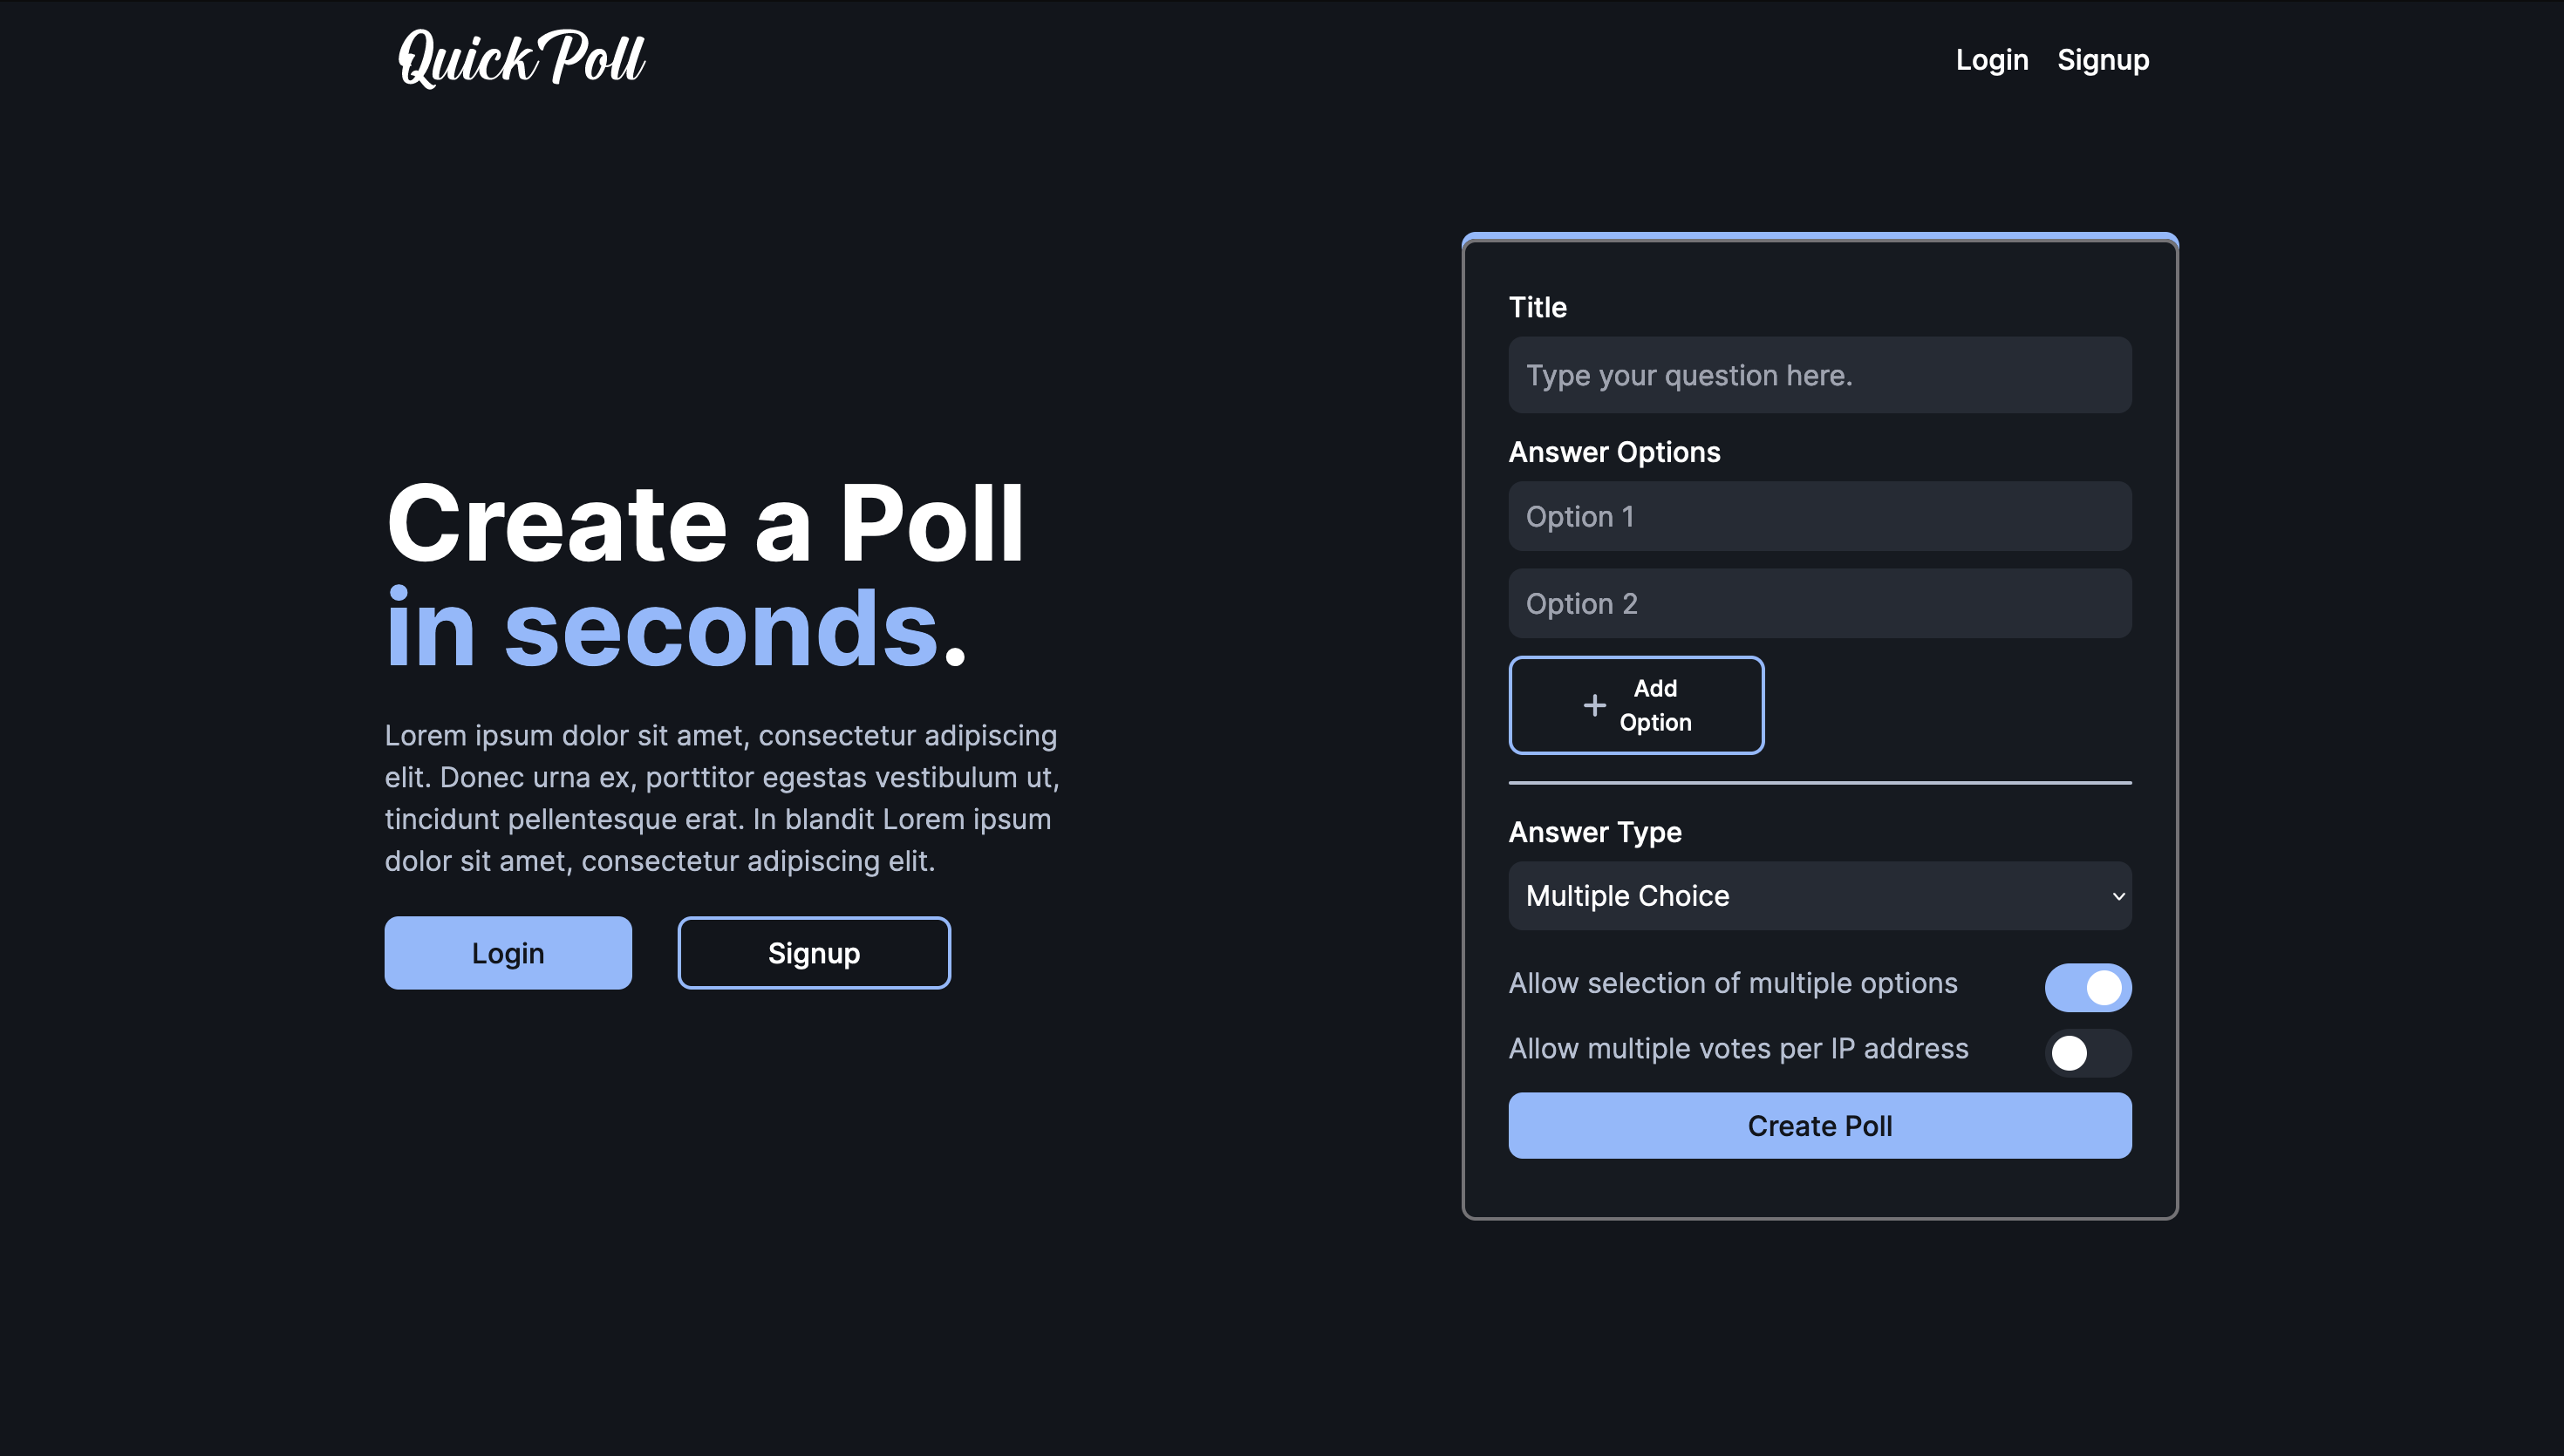 Quick Poll
Login
Signup
Create a Poll
in seconds.
Lorem ipsum dolor sit amet, consectetur adipiscing
elit. Donec urna ex, porttitor egestas vestibulum ut,
tincidunt pellentesque erat. In blandit Lorem ipsum
dolor sit amet, consectetur adipiscing elit.
Login
Signup
Title
Type your question here.
Answer Options
Option 1
Option 2
Add
Option
Answer Type
Multiple Choice
Allow selection of multiple options
Allow multiple votes per IP address
Create Poll